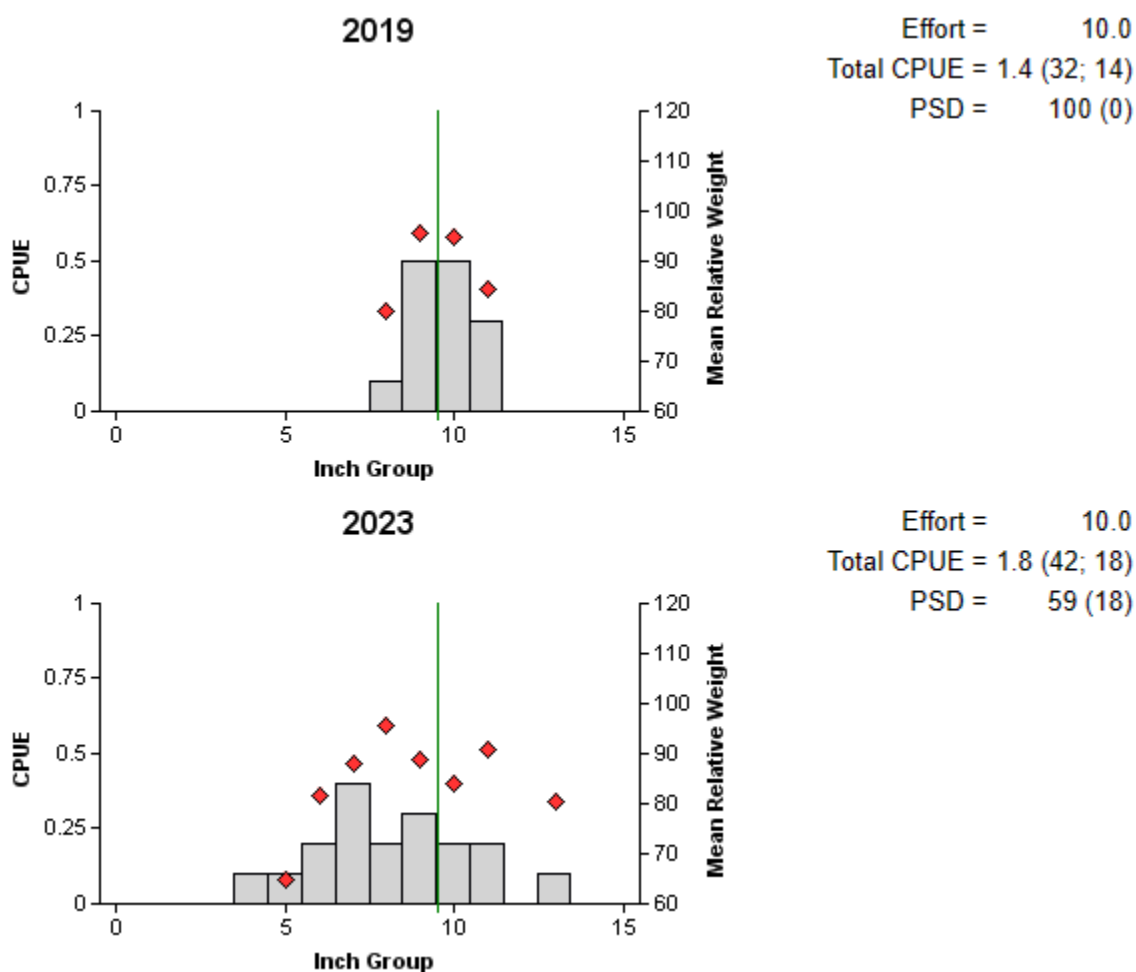 2019
Effort = 10.0
Total CPUE = 1.4 (32; 14)
PSD = 100 (0)
1
0.75
0.5
0.25
0
CPUE
120
110
100
90
80
70
60
Mean Relative Weight
0 5 10 15
Inch Group
2023
Effort = 10.0
Total CPUE = 1.8 (42; 18)
PSD = 59 (18)
1
0.75
0.5
0.25
0
CPUE
120
110
100
90
80
70
60
Mean Relative Weight
0 5 10 15
Inch Group